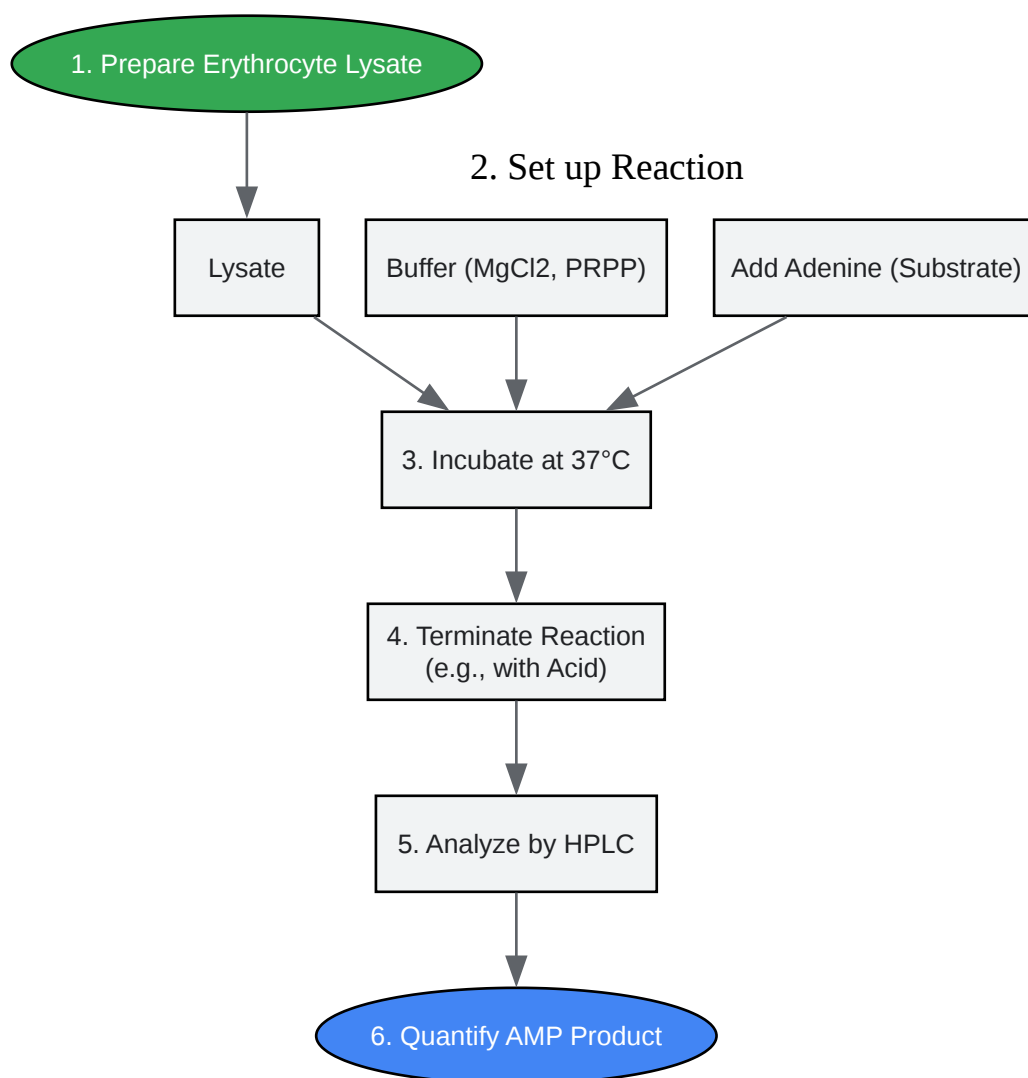 1. Prepare Erythrocyte Lysate
2. Set up Reaction
Lysate
Buffer (MgCl2, PRPP)
Add Adenine (Substrate)
3. Incubate at 37°C
4. Terminate Reaction
(e.g., with Acid)
5. Analyze by HPLC
6. Quantify AMP Product